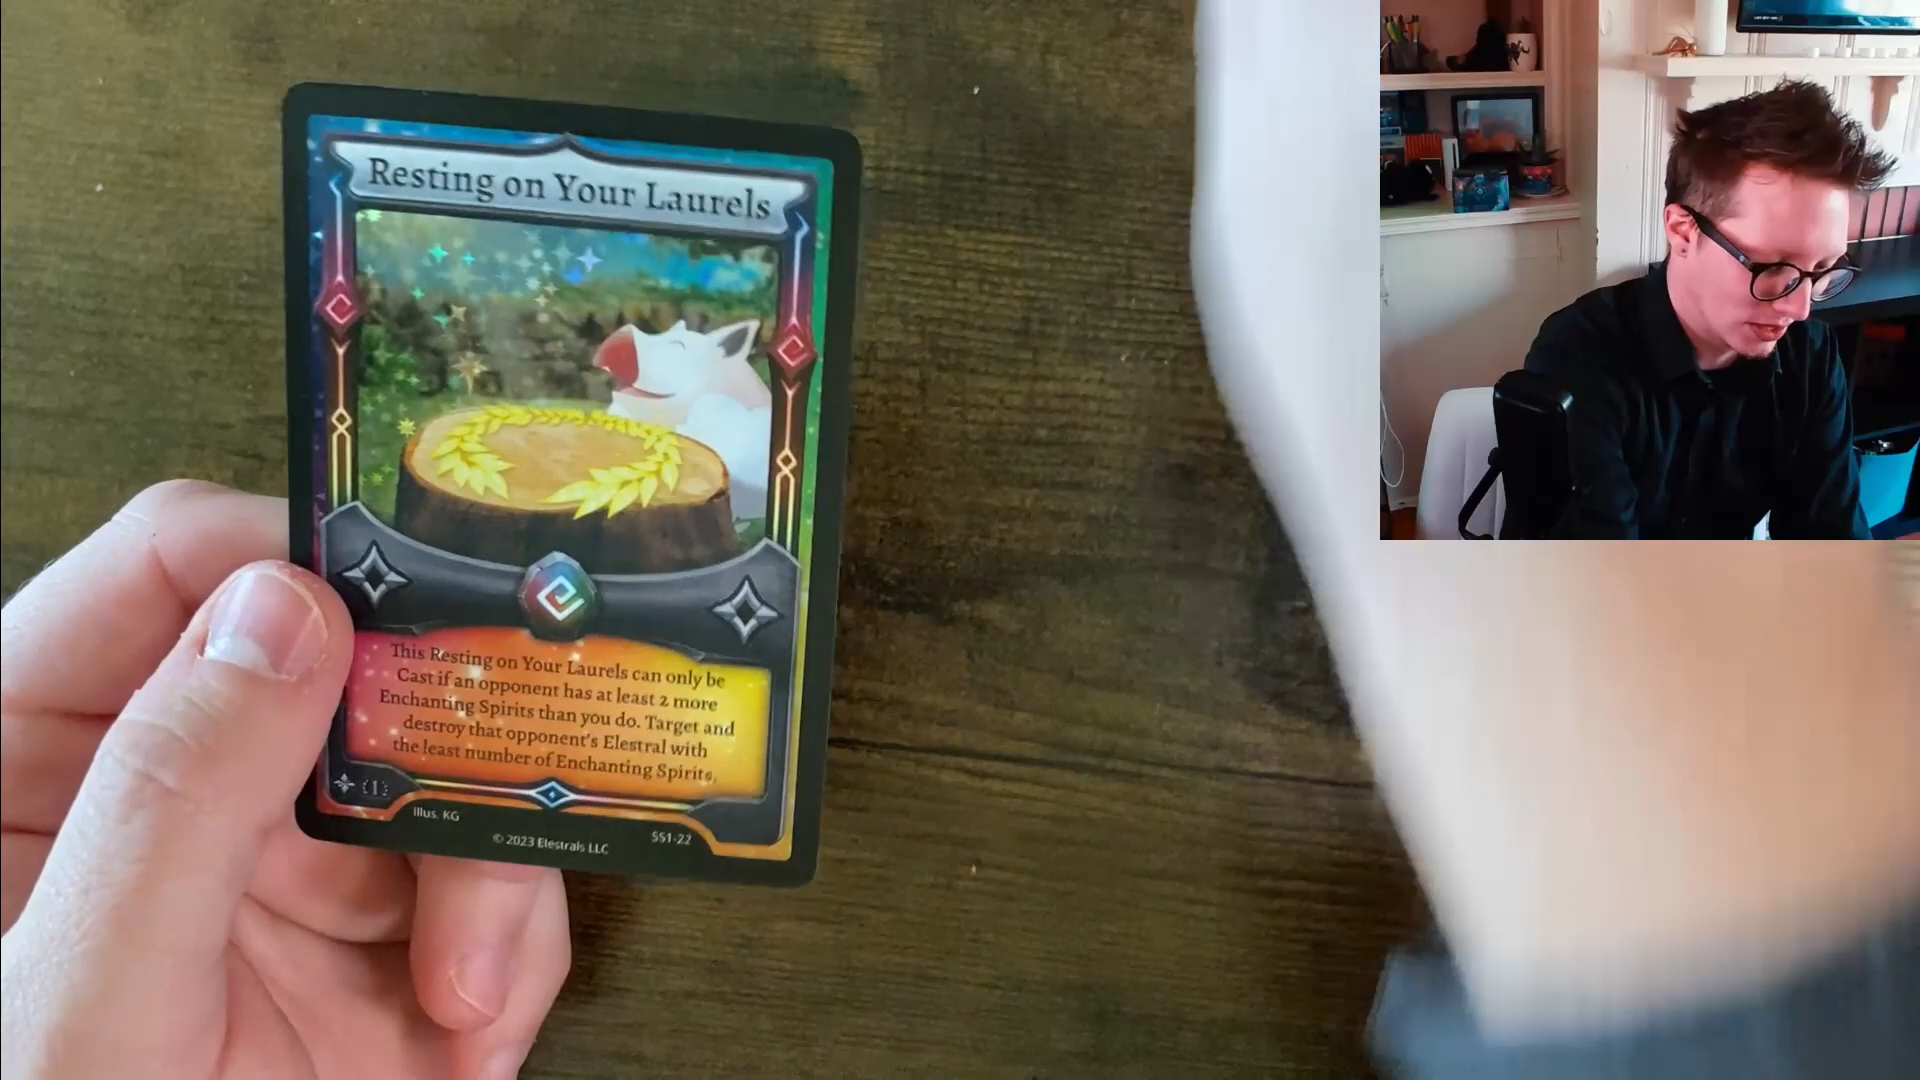 Resting on Your Laurels
This Resting on Your Laurels can only be
Cast if an opponent has at least 2 more
Enchanting Spirits than you do. Target and
destroy that opponent's Elestral with
the least number of Enchanting Spirits.
(1)
Illus. KG
© 2023 Elestrals LLC
SS1-22